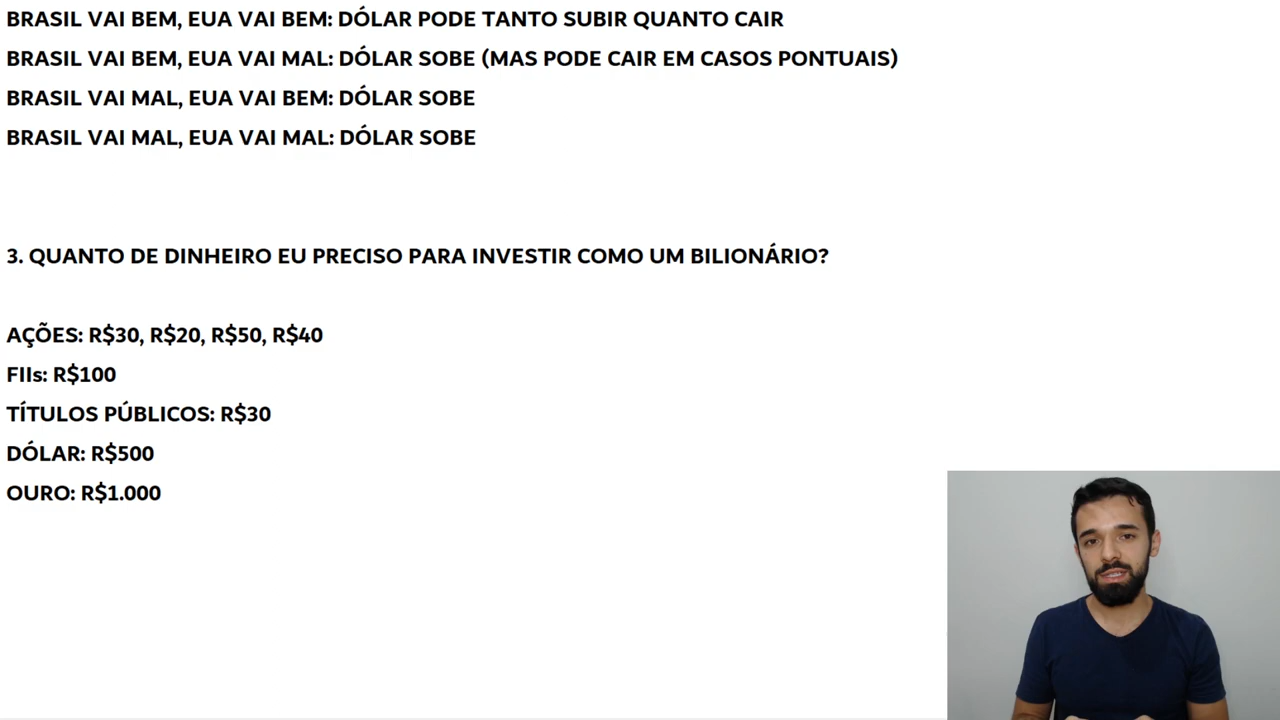 BRASIL VAI BEM, EUA VAI BEM: DÓLAR PODE TANTO SUBIR QUANTO CAIR
BRASIL VAI BEM, EUA VAI MAL: DÓLAR SOBE (MAS PODE CAIR EM CASOS PONTUAIS)
BRASIL VAI MAL, EUA VAI BEM: DÓLAR SOBE
BRASIL VAI MAL, EUA VAI MAL: DÓLAR SOBE
3. QUANTO DE DINHEIRO EU PRECISO PARA INVESTIR COMO UM BILIONÁRIO?
AÇÕES: R$30, R$20, R$50, R$40
FIIs: R$100
TÍTULOS PÚBLICOS: R$30
DÓLAR: R$500
OURO: R$1.000